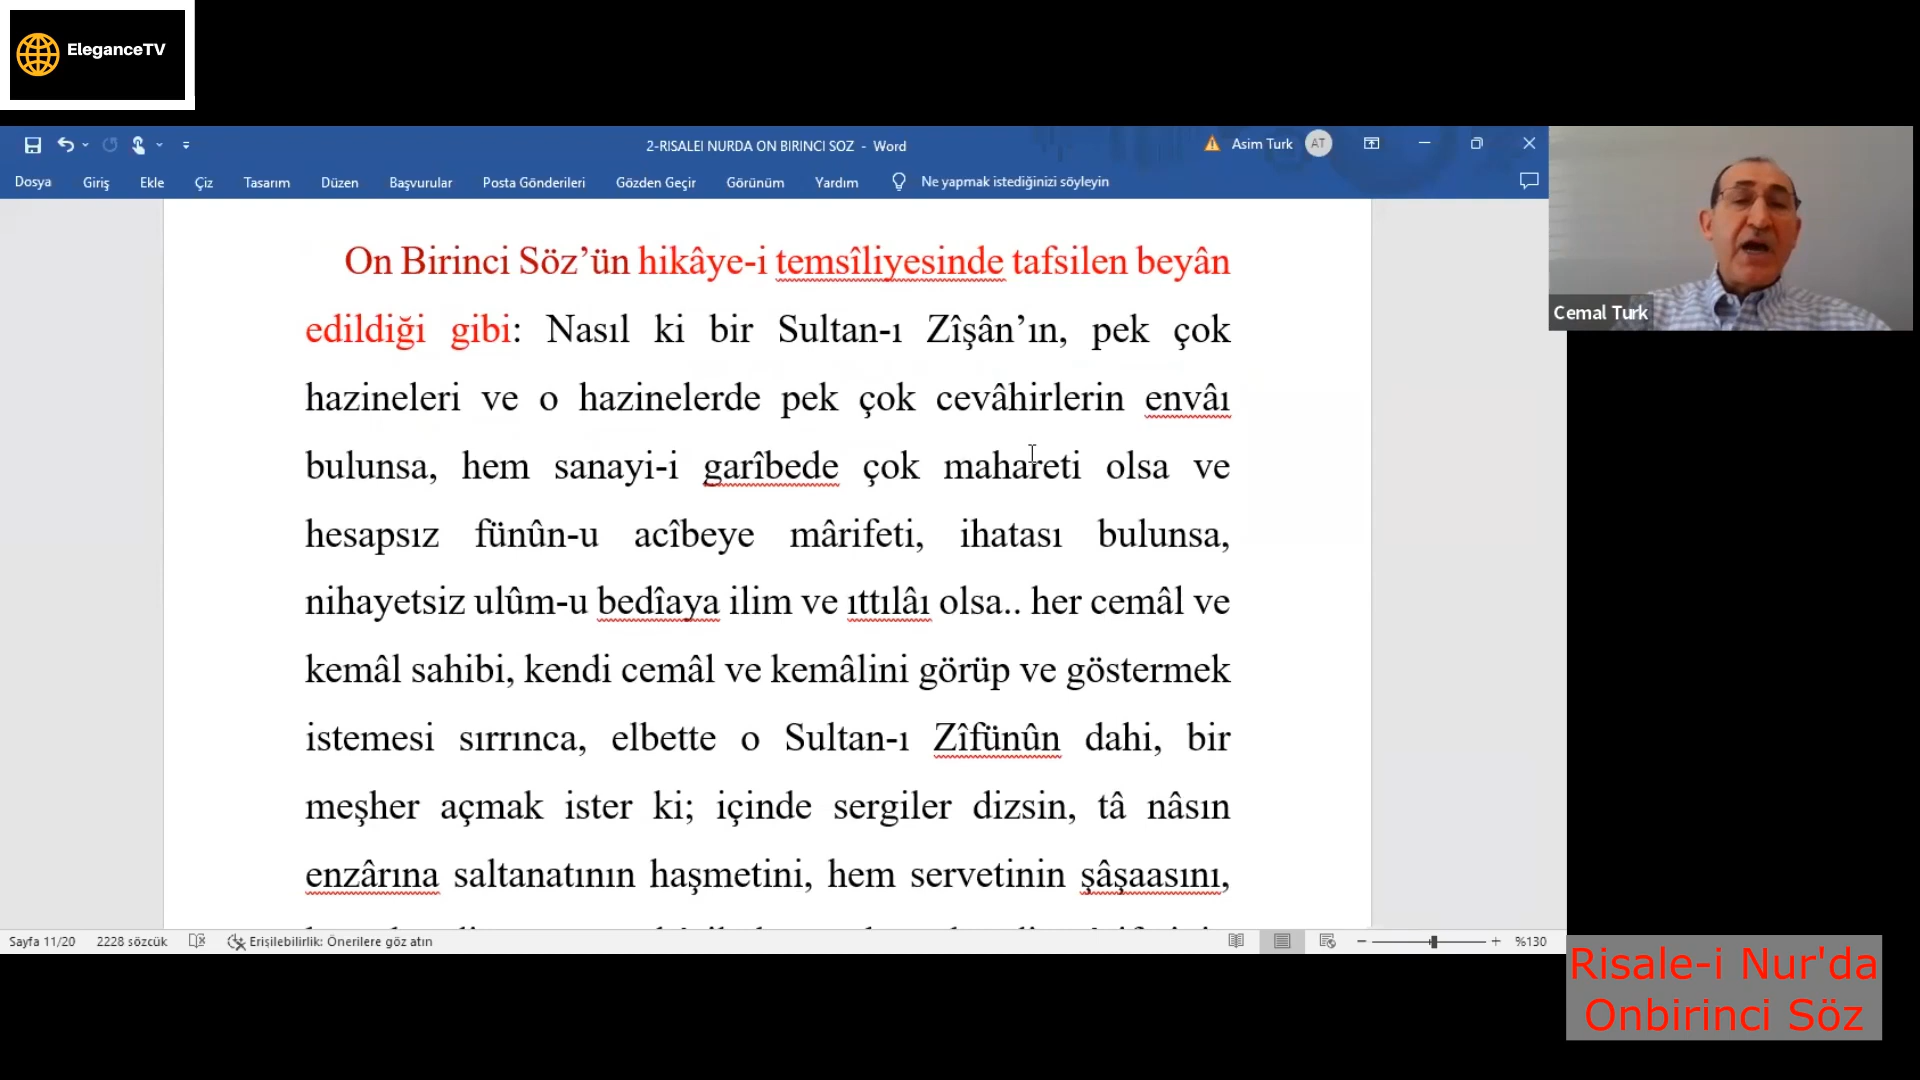 EleganceTV
2-RISALEI NURDA ON BIRINCI SOZ - Word
Asim Turk
AT
Dosya Giriş Ekle Çiz Tasarım Düzen Başvurular Posta Gönderileri Gözden Geçir Görünüm Yardım Ne yapmak istediğinizi söyleyin
On Birinci Söz’ün hikâye-i temsîliyesinde tafsilen beyân
edildiği gibi: Nasıl ki bir Sultan-ı Zîşân’ın, pek çok
hazineleri ve o hazinelerde pek çok cevâhirlerin envâı
bulunsa, hem sanayi-i garîbede çok mahareti olsa ve
hesapsız fünûn-u acîbeye mârifeti, ihatası bulunsa,
nihayetsiz ulûm-u bedîaya ilim ve ıttılâı olsa.. her cemâl ve
kemâl sahibi, kendi cemâl ve kemâlini görüp ve göstermek
istemesi sırrınca, elbette o Sultan-ı Zîfünûn dahi, bir
meşher açmak ister ki; içinde sergiler dizsin, tâ nâsın
enzârına saltanatının haşmetini, hem servetinin şâşaasını,
Cemal Turk
Sayfa 11/20 2228 sözcük Erişilebilirlik: Önerilere göz atın %130
Risale-i Nur'da
Onbirinci Söz